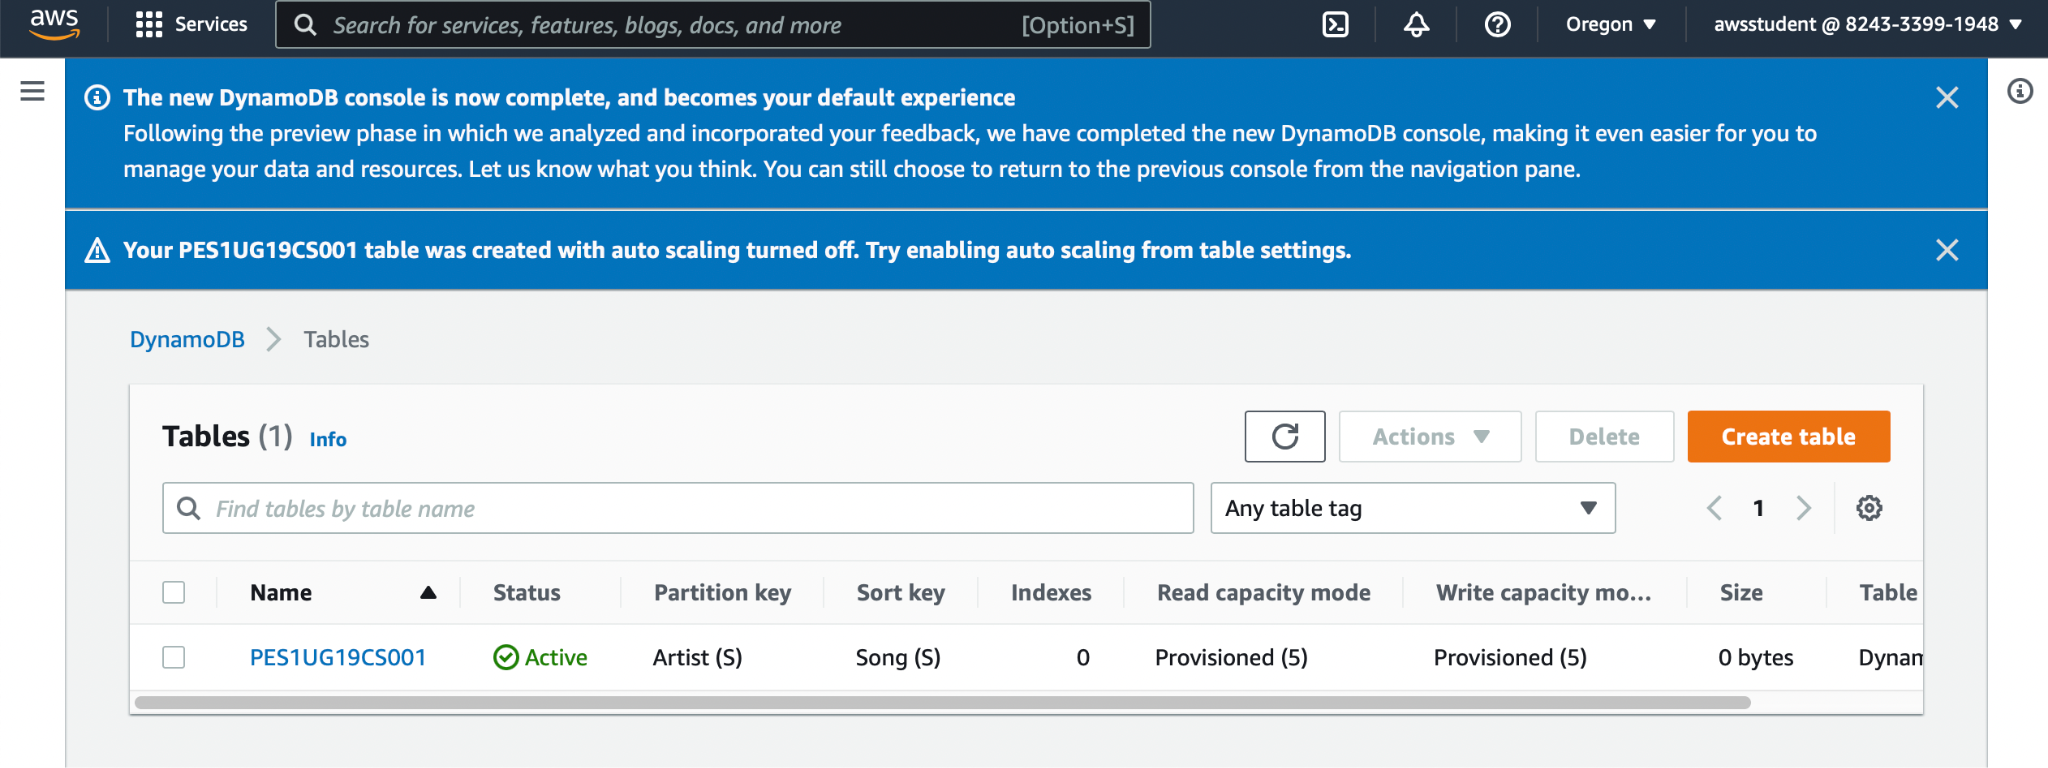 aws Services Search for services, features, blogs, docs, and more [Option+S] Oregon ▼ awsstudent @ 8243-3399-1948 ▼
The new DynamoDB console is now complete, and becomes your default experience
Following the preview phase in which we analyzed and incorporated your feedback, we have completed the new DynamoDB console, making it even easier for you to
manage your data and resources. Let us know what you think. You can still choose to return to the previous console from the navigation pane.
Your PES1UG19CS001 table was created with auto scaling turned off. Try enabling auto scaling from table settings.
DynamoDB > Tables
Tables (1) Info Actions ▼ Delete Create table
Find tables by table name Any table tag ▼ < 1 >
Name ▲ Status Partition key Sort key Indexes Read capacity mode Write capacity mo... Size Table
PES1UG19CS001 Active Artist (S) Song (S) 0 Provisioned (5) Provisioned (5) 0 bytes Dynam